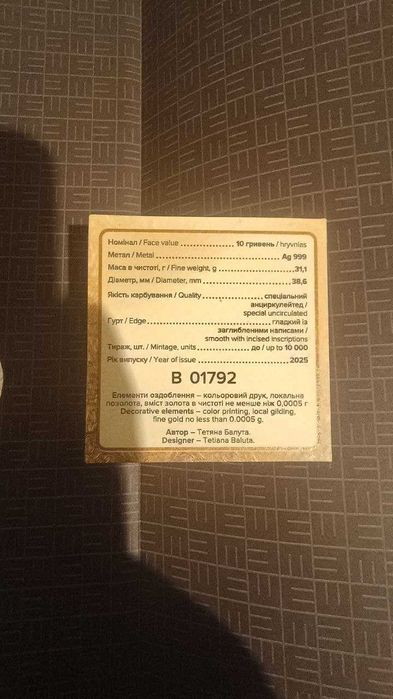 Номінал / Face value 10 гривень / hryvnias
Метал / Metal Ag 999
Маса в чистоті, г / Fine weight, g 31,1
Діаметр, мм / Diameter, mm 38,6
Якість карбування / Quality спеціальний
анциркулейтед /
special uncirculated
Гурт / Edge гладкий із
заглибленими написами /
smooth with incised inscriptions
Тираж, шт. / Mintage, units до / up to 10 000
Рік випуску / Year of issue 2025
В 01792
Елементи оздоблення – кольоровий друк, локальна
позолота, вміст золота в чистоті не менше ніж 0,0005 г
Decorative elements – color printing, local gilding,
fine gold no less than 0.0005 g.
Автор – Тетяна Балута.
Designer – Tetiana Baluta.